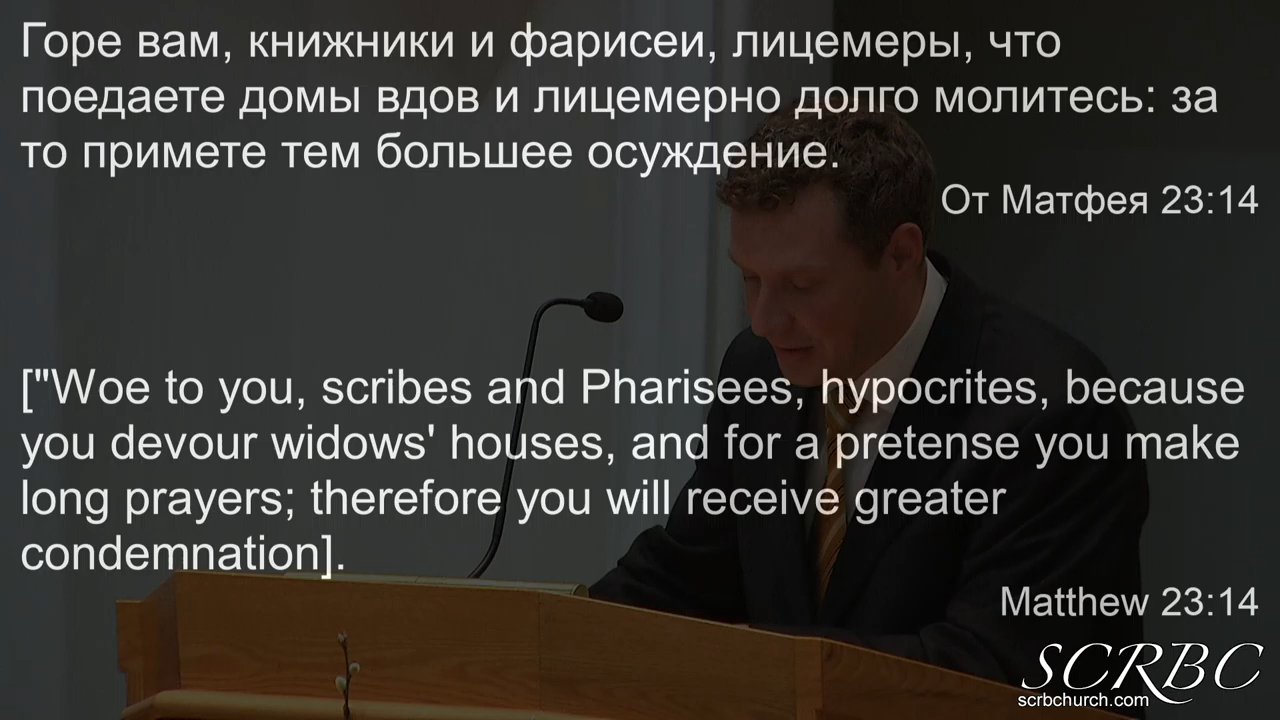 Горе вам, книжники и фарисеи, лицемеры, что
поедаете домы вдов и лицемерно долго молитесь: за
то примете тем большее осуждение.
От Матфея 23:14
["Woe to you, scribes and Pharisees, hypocrites, because
you devour widows' houses, and for a pretense you make
long prayers; therefore you will receive greater
condemnation].
Matthew 23:14
SCRBC
scrbchurch.com